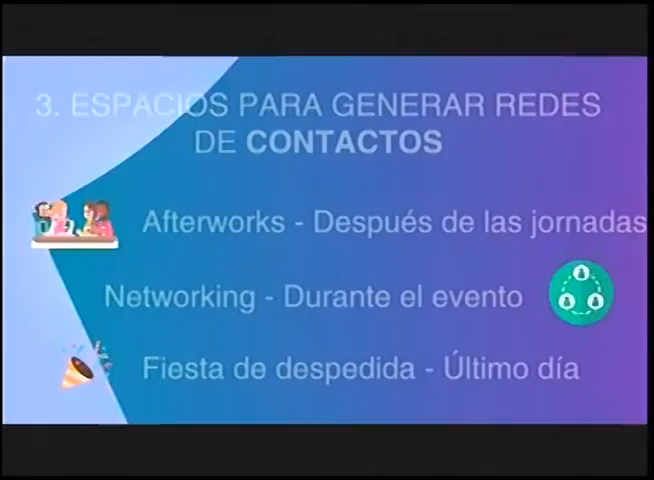 3. ESPACIOS PARA GENERAR REDES
DE CONTACTOS
Afterworks - Después de las jornadas
Networking - Durante el evento
Fiesta de despedida - Último día